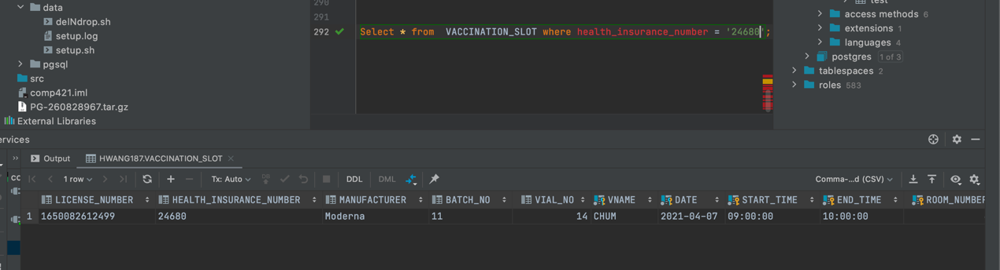 290
test
data
291
access methods 6
delNdrop.sh
292 Select * from VACCINATION_SLOT where health_insurance_number = '24680';
extensions 1
setup.log
languages 4
setup.sh
postgres 1 of 3
pgsql
tablespaces 2
src
roles 583
comp421.iml
PG-260828967.tar.gz
External Libraries
ervices
Output HWANG187.VACCINATION_SLOT
1 row Tx: Auto DDL DML Comma-...d (CSV)
LICENSE_NUMBER HEALTH_INSURANCE_NUMBER MANUFACTURER BATCH_NO VIAL_NO VNAME DATE START_TIME END_TIME ROOM_NUMBER
1 1650082612499 24680 Moderna 11 14 CHUM 2021-04-07 09:00:00 10:00:00